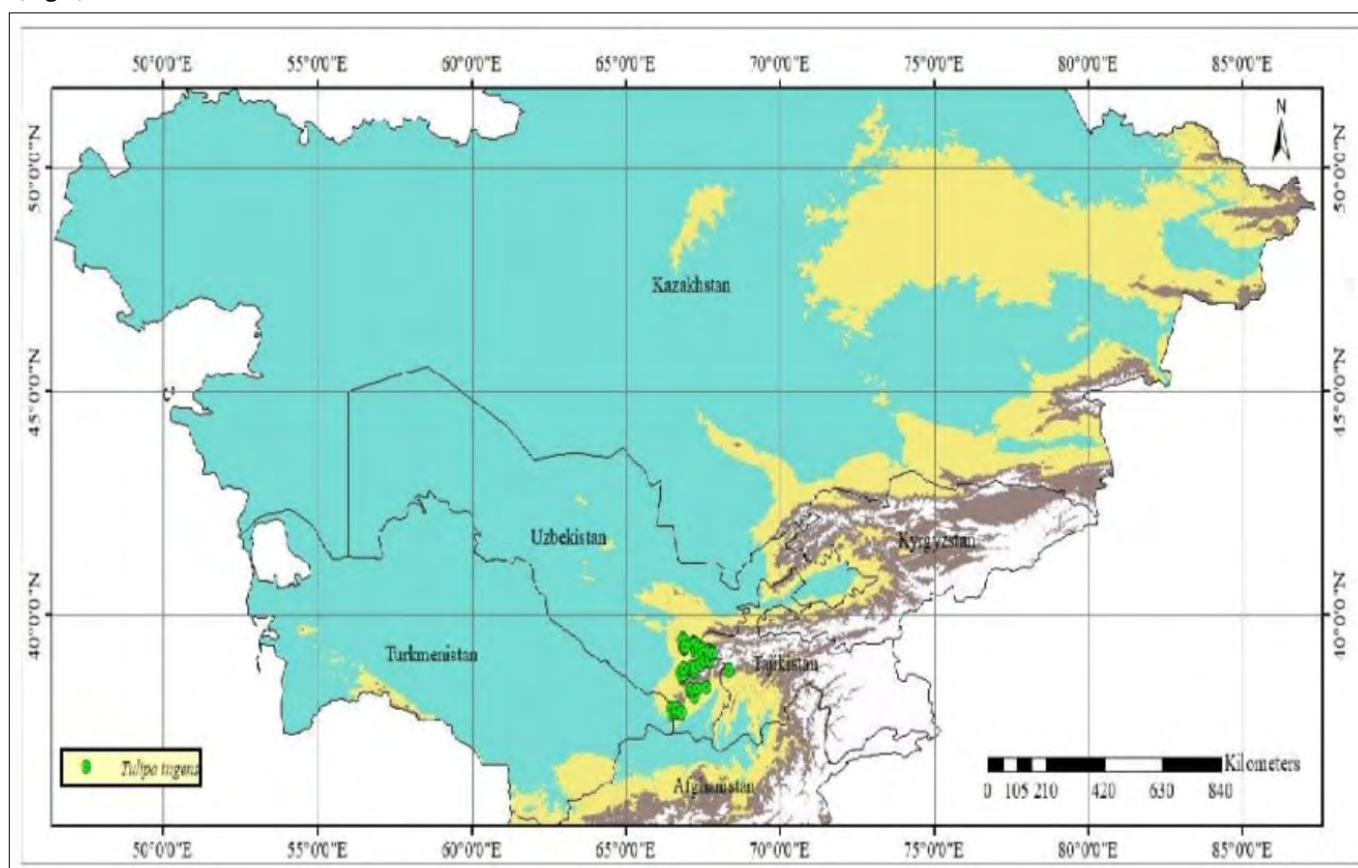 50°0'0"E 55°0'0"E 60°0'0"E 65°0'0"E 70°0'0"E 75°0'0"E 80°0'0"E 85°0'0"E
N
50°0'0"N 50°0'0"N
Kazakhstan
45°0'0"N 45°0'0"N
Uzbekistan Kyrgyzstan
40°0'0"N 40°0'0"N
Turkmenistan Tajikistan
Tulipa ingens
Afghanistan
Kilometers
0 105 210 420 630 840
50°0'0"E 55°0'0"E 60°0'0"E 65°0'0"E 70°0'0"E 75°0'0"E 80°0'0"E 85°0'0"E